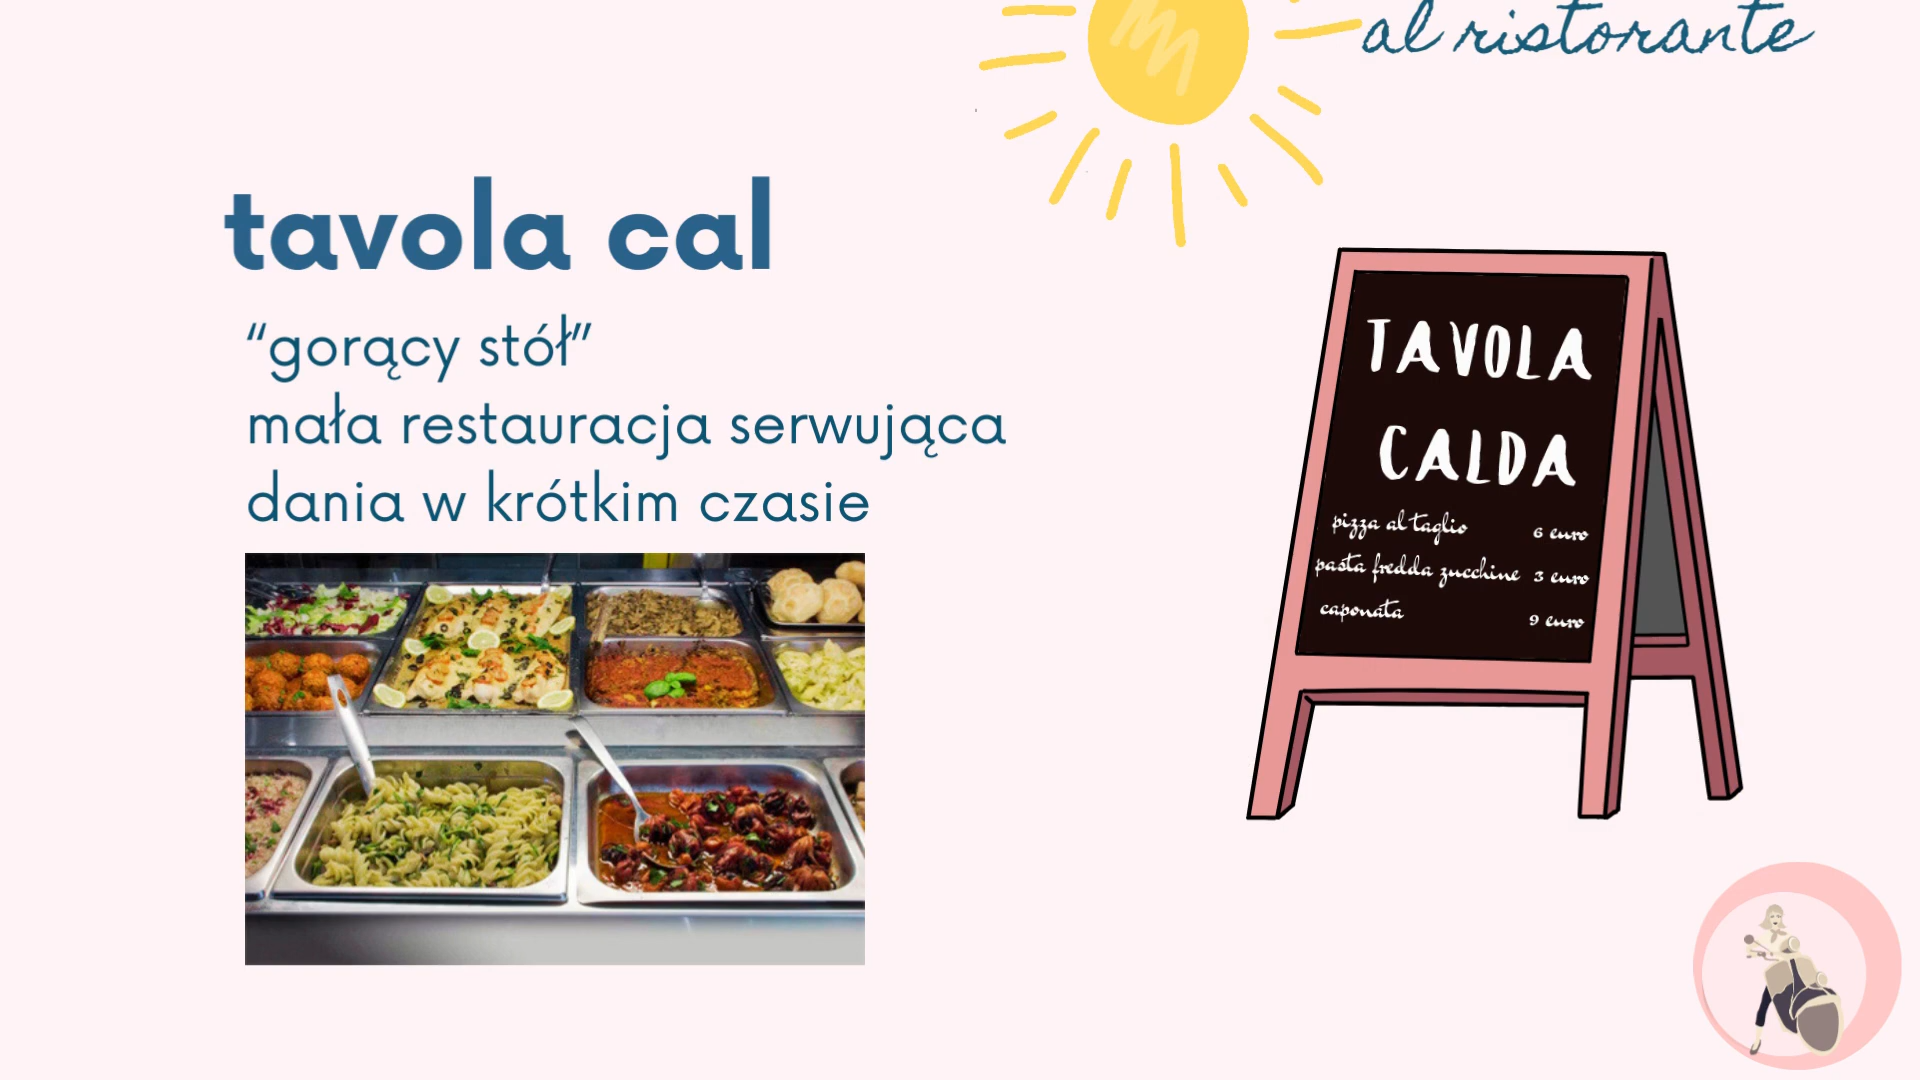 al ristorante
tavola cal
“gorący stół”
mała restauracja serwująca
dania w krótkim czasie
TAVOLA
CALDA
pizza al taglio 6 euro
pasta fredda zucchine 3 euro
caponata 9 euro